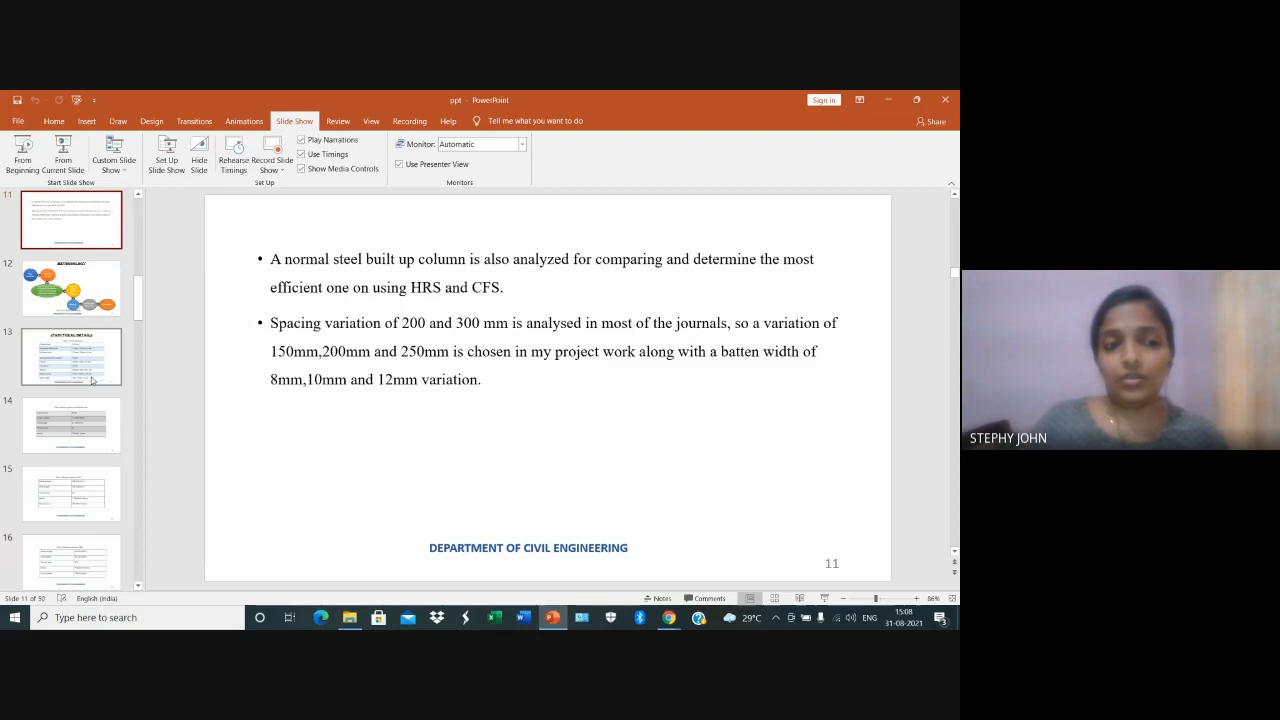 ppt - PowerPoint
Sign in
File Home Insert Draw Design Transitions Animations Slide Show Review View Recording Help Tell me what you want to do
Share
From Beginning
From Current Slide
Custom Slide Show
Set Up Slide Show
Hide Slide
Rehearse Timings
Record Slide Show
Play Narrations
Use Timings
Show Media Controls
Monitor: Automatic
Use Presenter View
Start Slide Show
Set Up
Monitors
11
12
METHODOLOGY
13
STRUCTURAL DETAILS
14
15
16
• A normal steel built up column is also analyzed for comparing and determine the most
efficient one on using HRS and CFS.
• Spacing variation of 200 and 300 mm is analysed in most of the journals, so a variation of
150mm,200mm and 250mm is chosen in my project work along with a batten width of
8mm,10mm and 12mm variation.
DEPARTMENT OF CIVIL ENGINEERING
11
STEPHY JOHN
Slide 11 of 50
English (India)
Notes
Comments
86%
Type here to search
29°C
ENG
15:08
31-08-2021
3